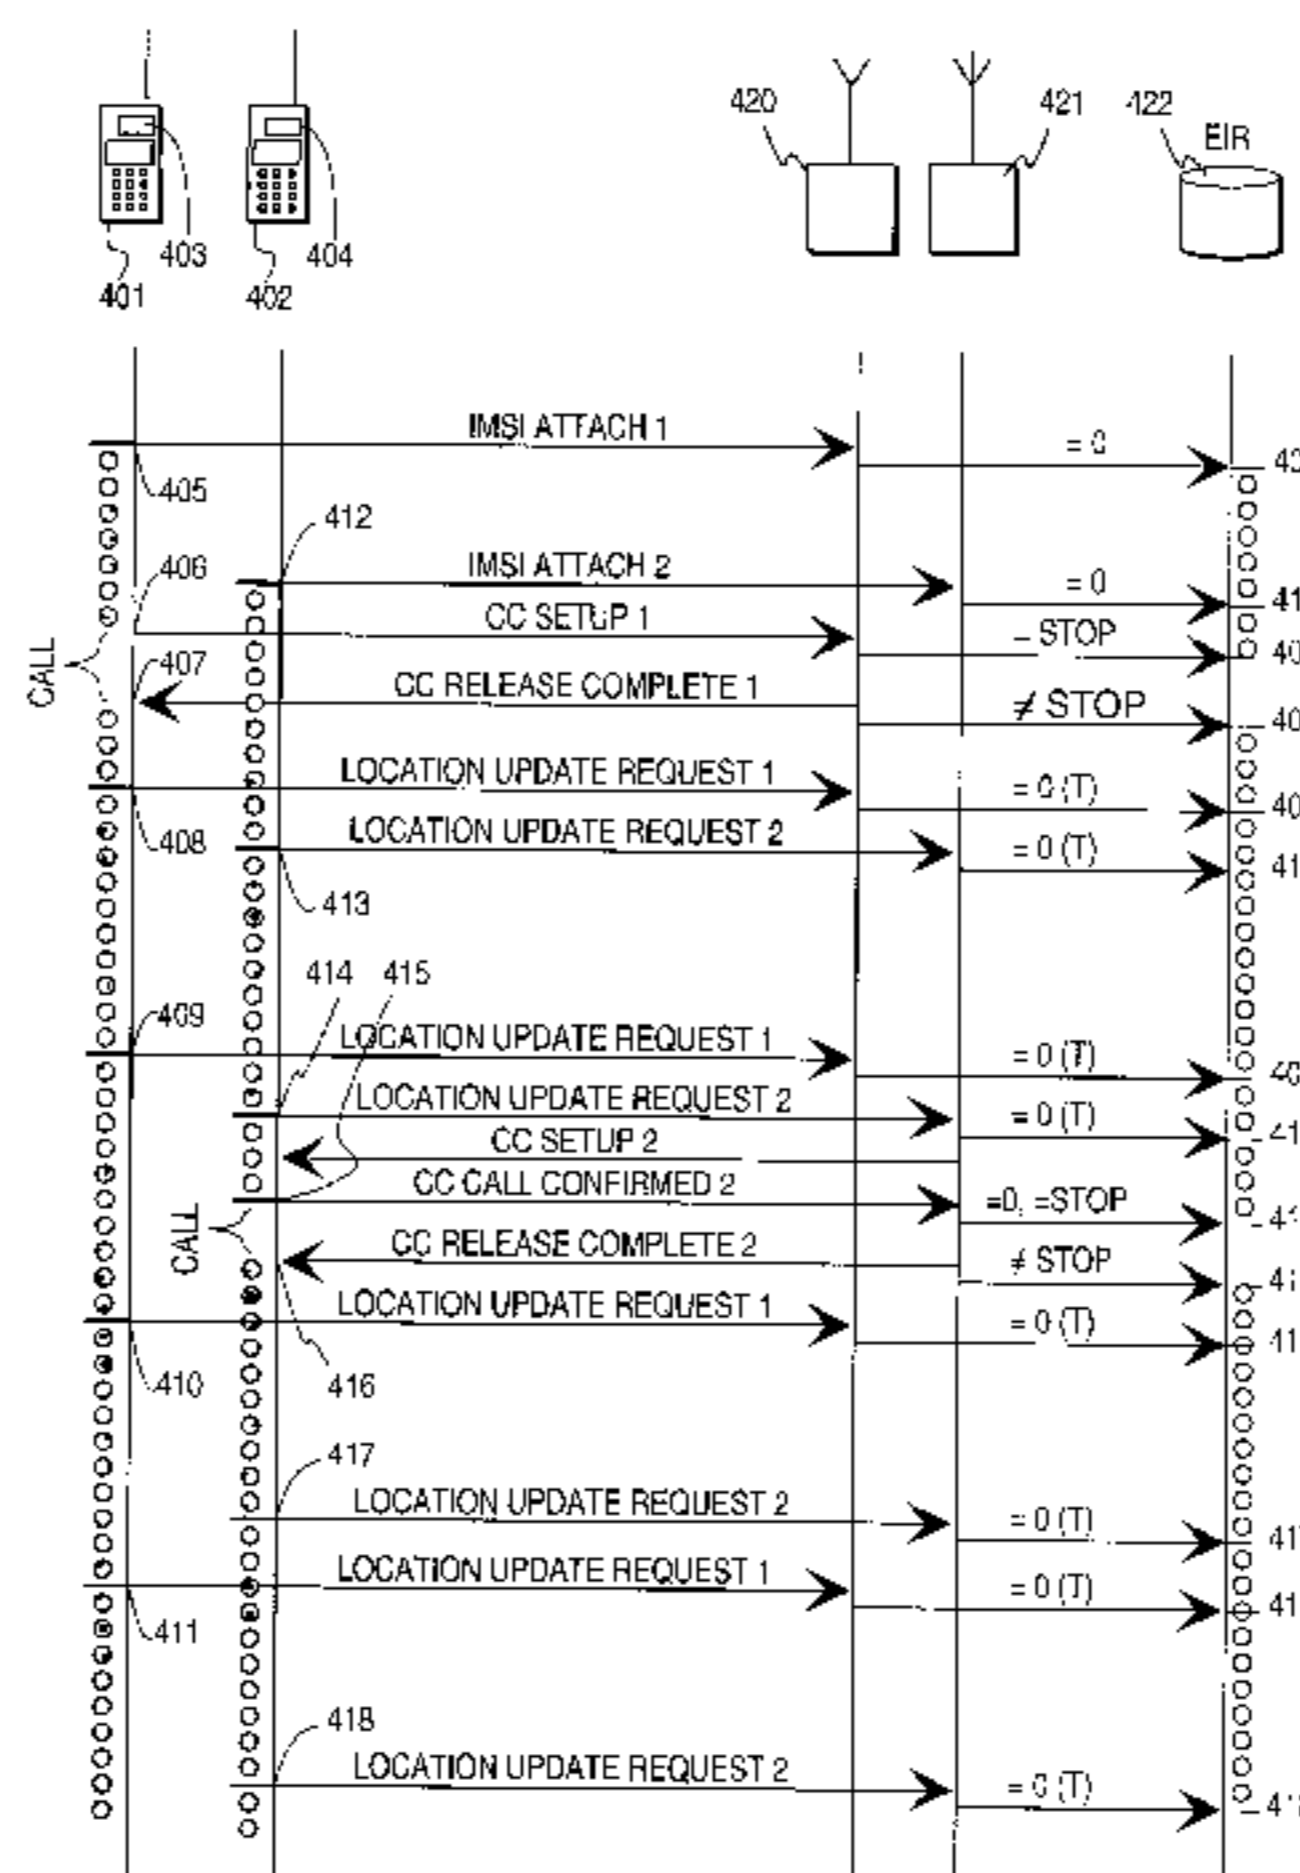 420
421
422
EIR
403
404
401
402
IMSI ATTACH 1
= 0
405
412
406
IMSI ATTACH 2
= 0
CC SETUP 1
STOP
CALL
407
CC RELEASE COMPLETE 1
≠ STOP
LOCATION UPDATE REQUEST 1
= 0 (T)
408
LOCATION UPDATE REQUEST 2
= 0 (T)
413
414
415
409
LOCATION UPDATE REQUEST 1
= 0 (T)
LOCATION UPDATE REQUEST 2
= 0 (T)
CC SETUP 2
CC CALL CONFIRMED 2
=0, =STOP
CALL
CC RELEASE COMPLETE 2
≠ STOP
LOCATION UPDATE REQUEST 1
= 0 (T)
410
416
417
LOCATION UPDATE REQUEST 2
= 0 (T)
LOCATION UPDATE REQUEST 1
= 0 (T)
411
418
LOCATION UPDATE REQUEST 2
= 0 (T)